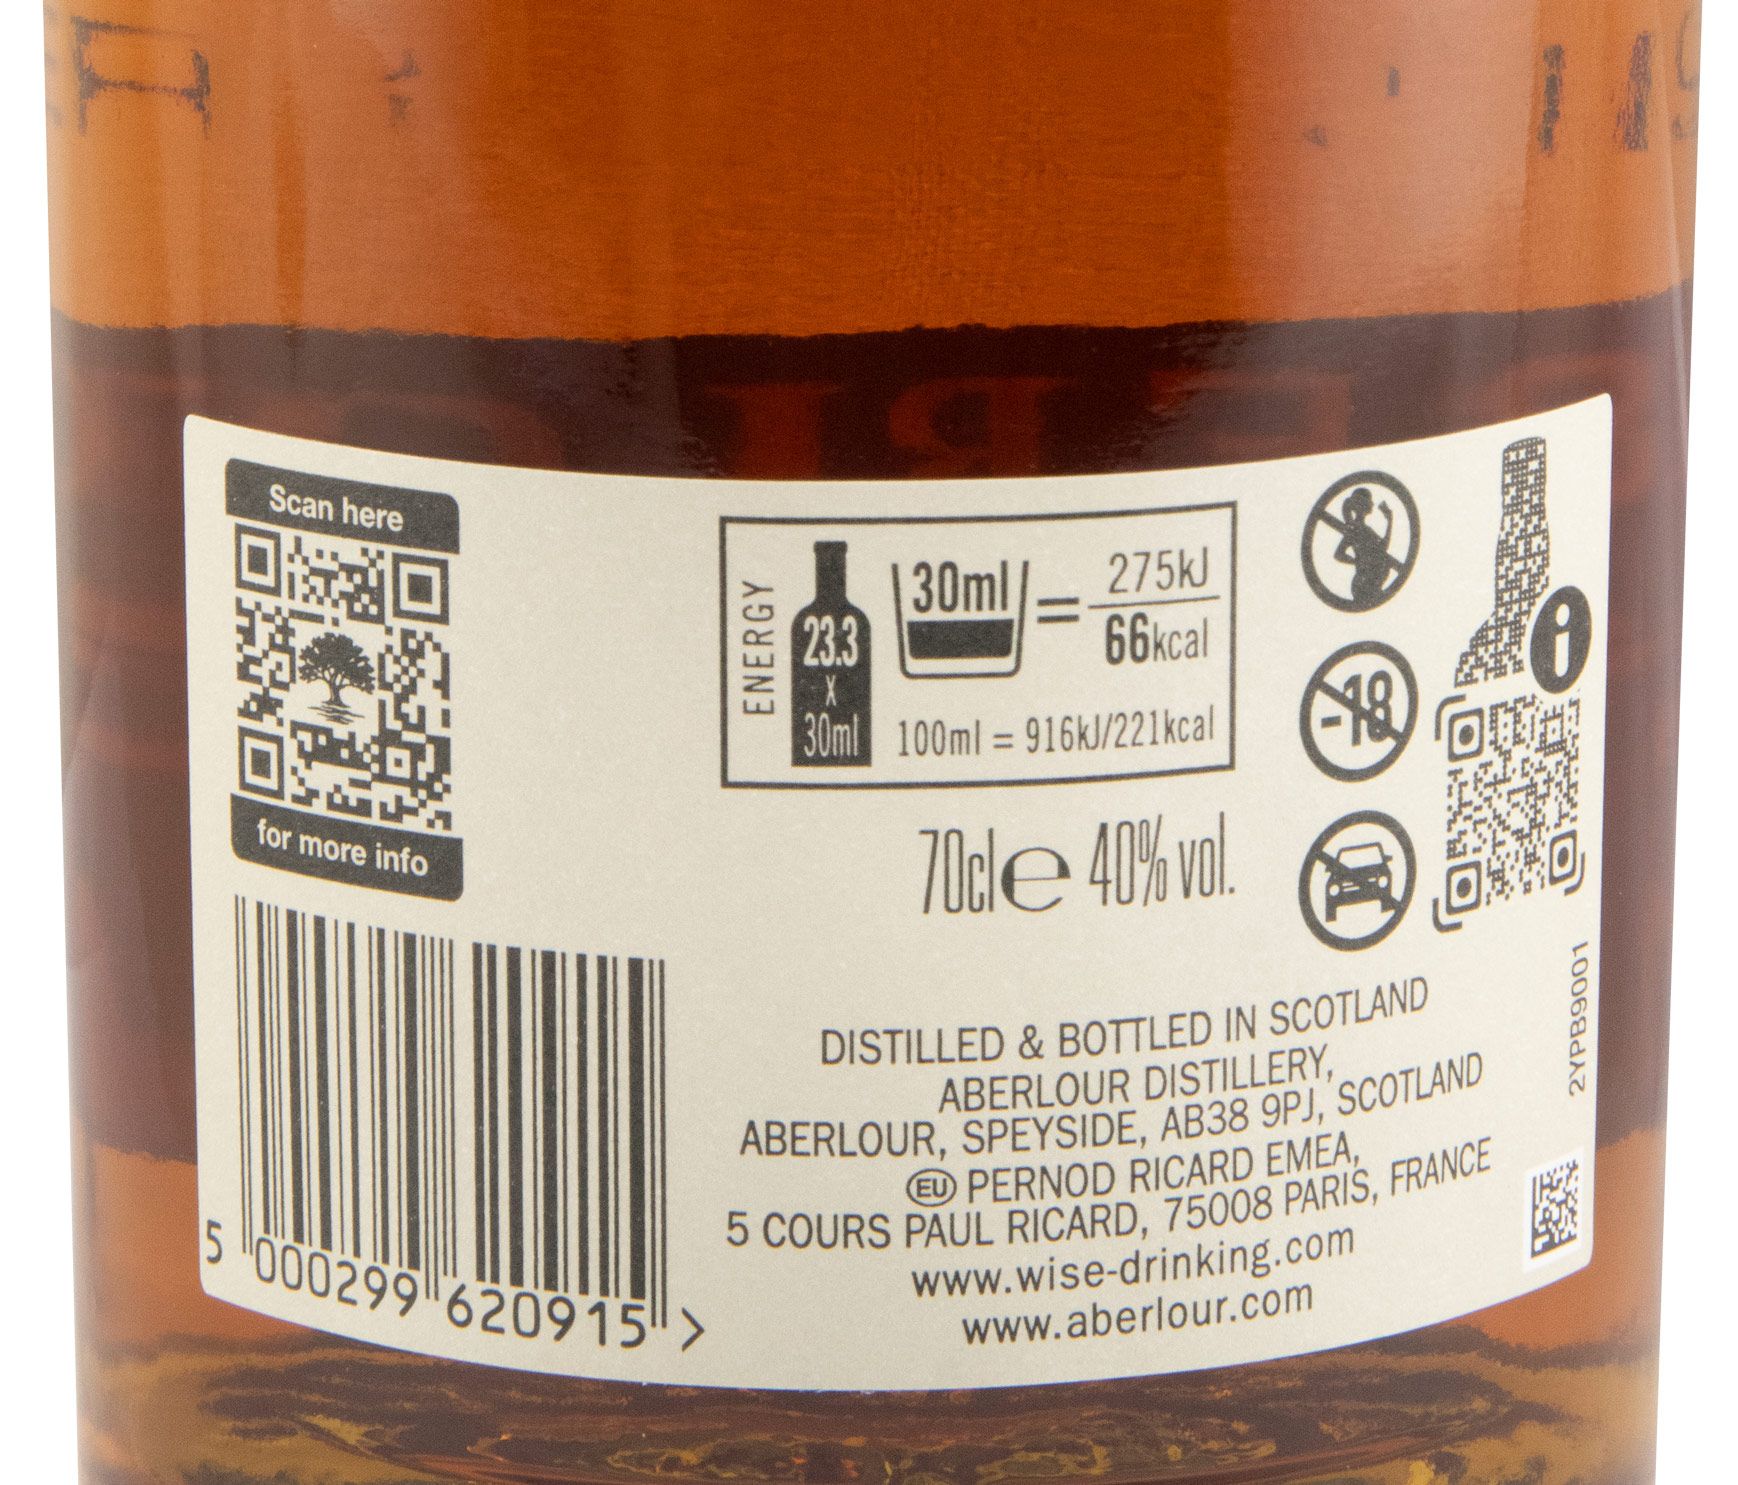 Scan here
for more info
ENERGY
23.3
x
30ml
30ml
=
275kJ
66kcal
100ml = 916kJ/221kcal
-18
i
70cl e 40% vol.
2YPB9001
DISTILLED & BOTTLED IN SCOTLAND
ABERLOUR DISTILLERY,
ABERLOUR, SPEYSIDE, AB38 9PJ, SCOTLAND
EU PERNOD RICARD EMEA,
5 COURS PAUL RICARD, 75008 PARIS, FRANCE
www.wise-drinking.com
www.aberlour.com
5 000299 620915 >